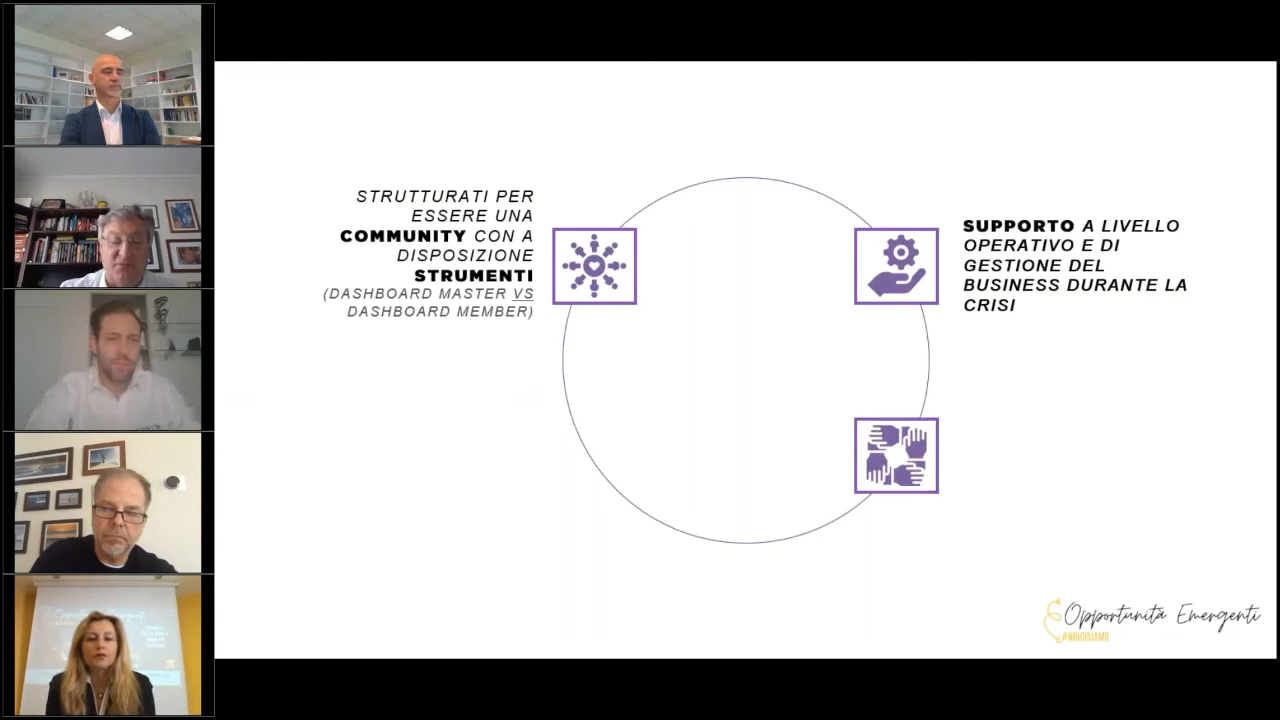 STRUTTURATI PER
ESSERE UNA
COMMUNITY CON A
DISPOSIZIONE
STRUMENTI
(DASHBOARD MASTER VS
DASHBOARD MEMBER)
SUPPORTO A LIVELLO
OPERATIVO E DI
GESTIONE DEL
BUSINESS DURANTE LA
CRISI
Opportunità Emergenti
#NOICISIAMO